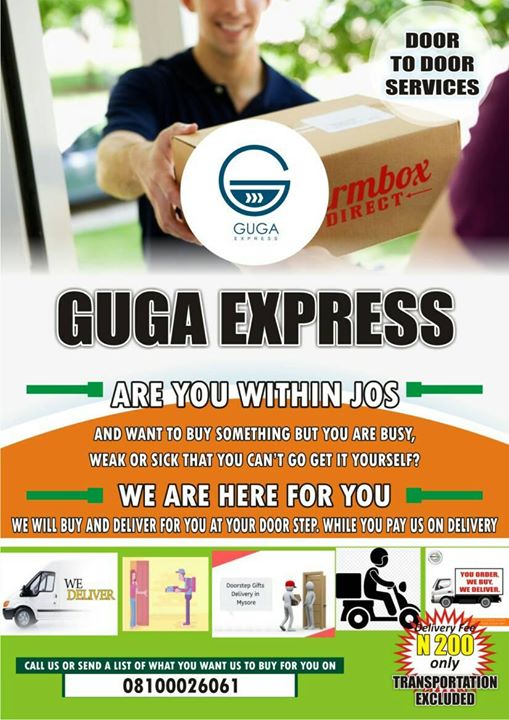 DOOR
TO DOOR
SERVICES
rmbox
DIRECT
GUGA
EXPRESS
GUGA EXPRESS
ARE YOU WITHIN JOS
AND WANT TO BUY SOMETHING BUT YOU ARE BUSY,
WEAK OR SICK THAT YOU CAN'T GO GET IT YOURSELF?
WE ARE HERE FOR YOU
WE WILL BUY AND DELIVER FOR YOU AT YOUR DOOR STEP. WHILE YOU PAY US ON DELIVERY
WE
DELIVER
Doorstep Gifts
Delivery in
Mysore
YOU ORDER,
WE BUY,
WE DELIVER.
Delivery Fee
N 200
only
TRANSPORTATION
EXCLUDED
CALL US OR SEND A LIST OF WHAT YOU WANT US TO BUY FOR YOU ON
08100026061